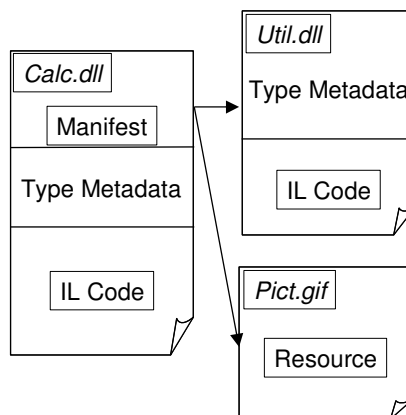 Calc.dll
Manifest
Type Metadata
IL Code
Util.dll
Type Metadata
IL Code
Pict.gif
Resource